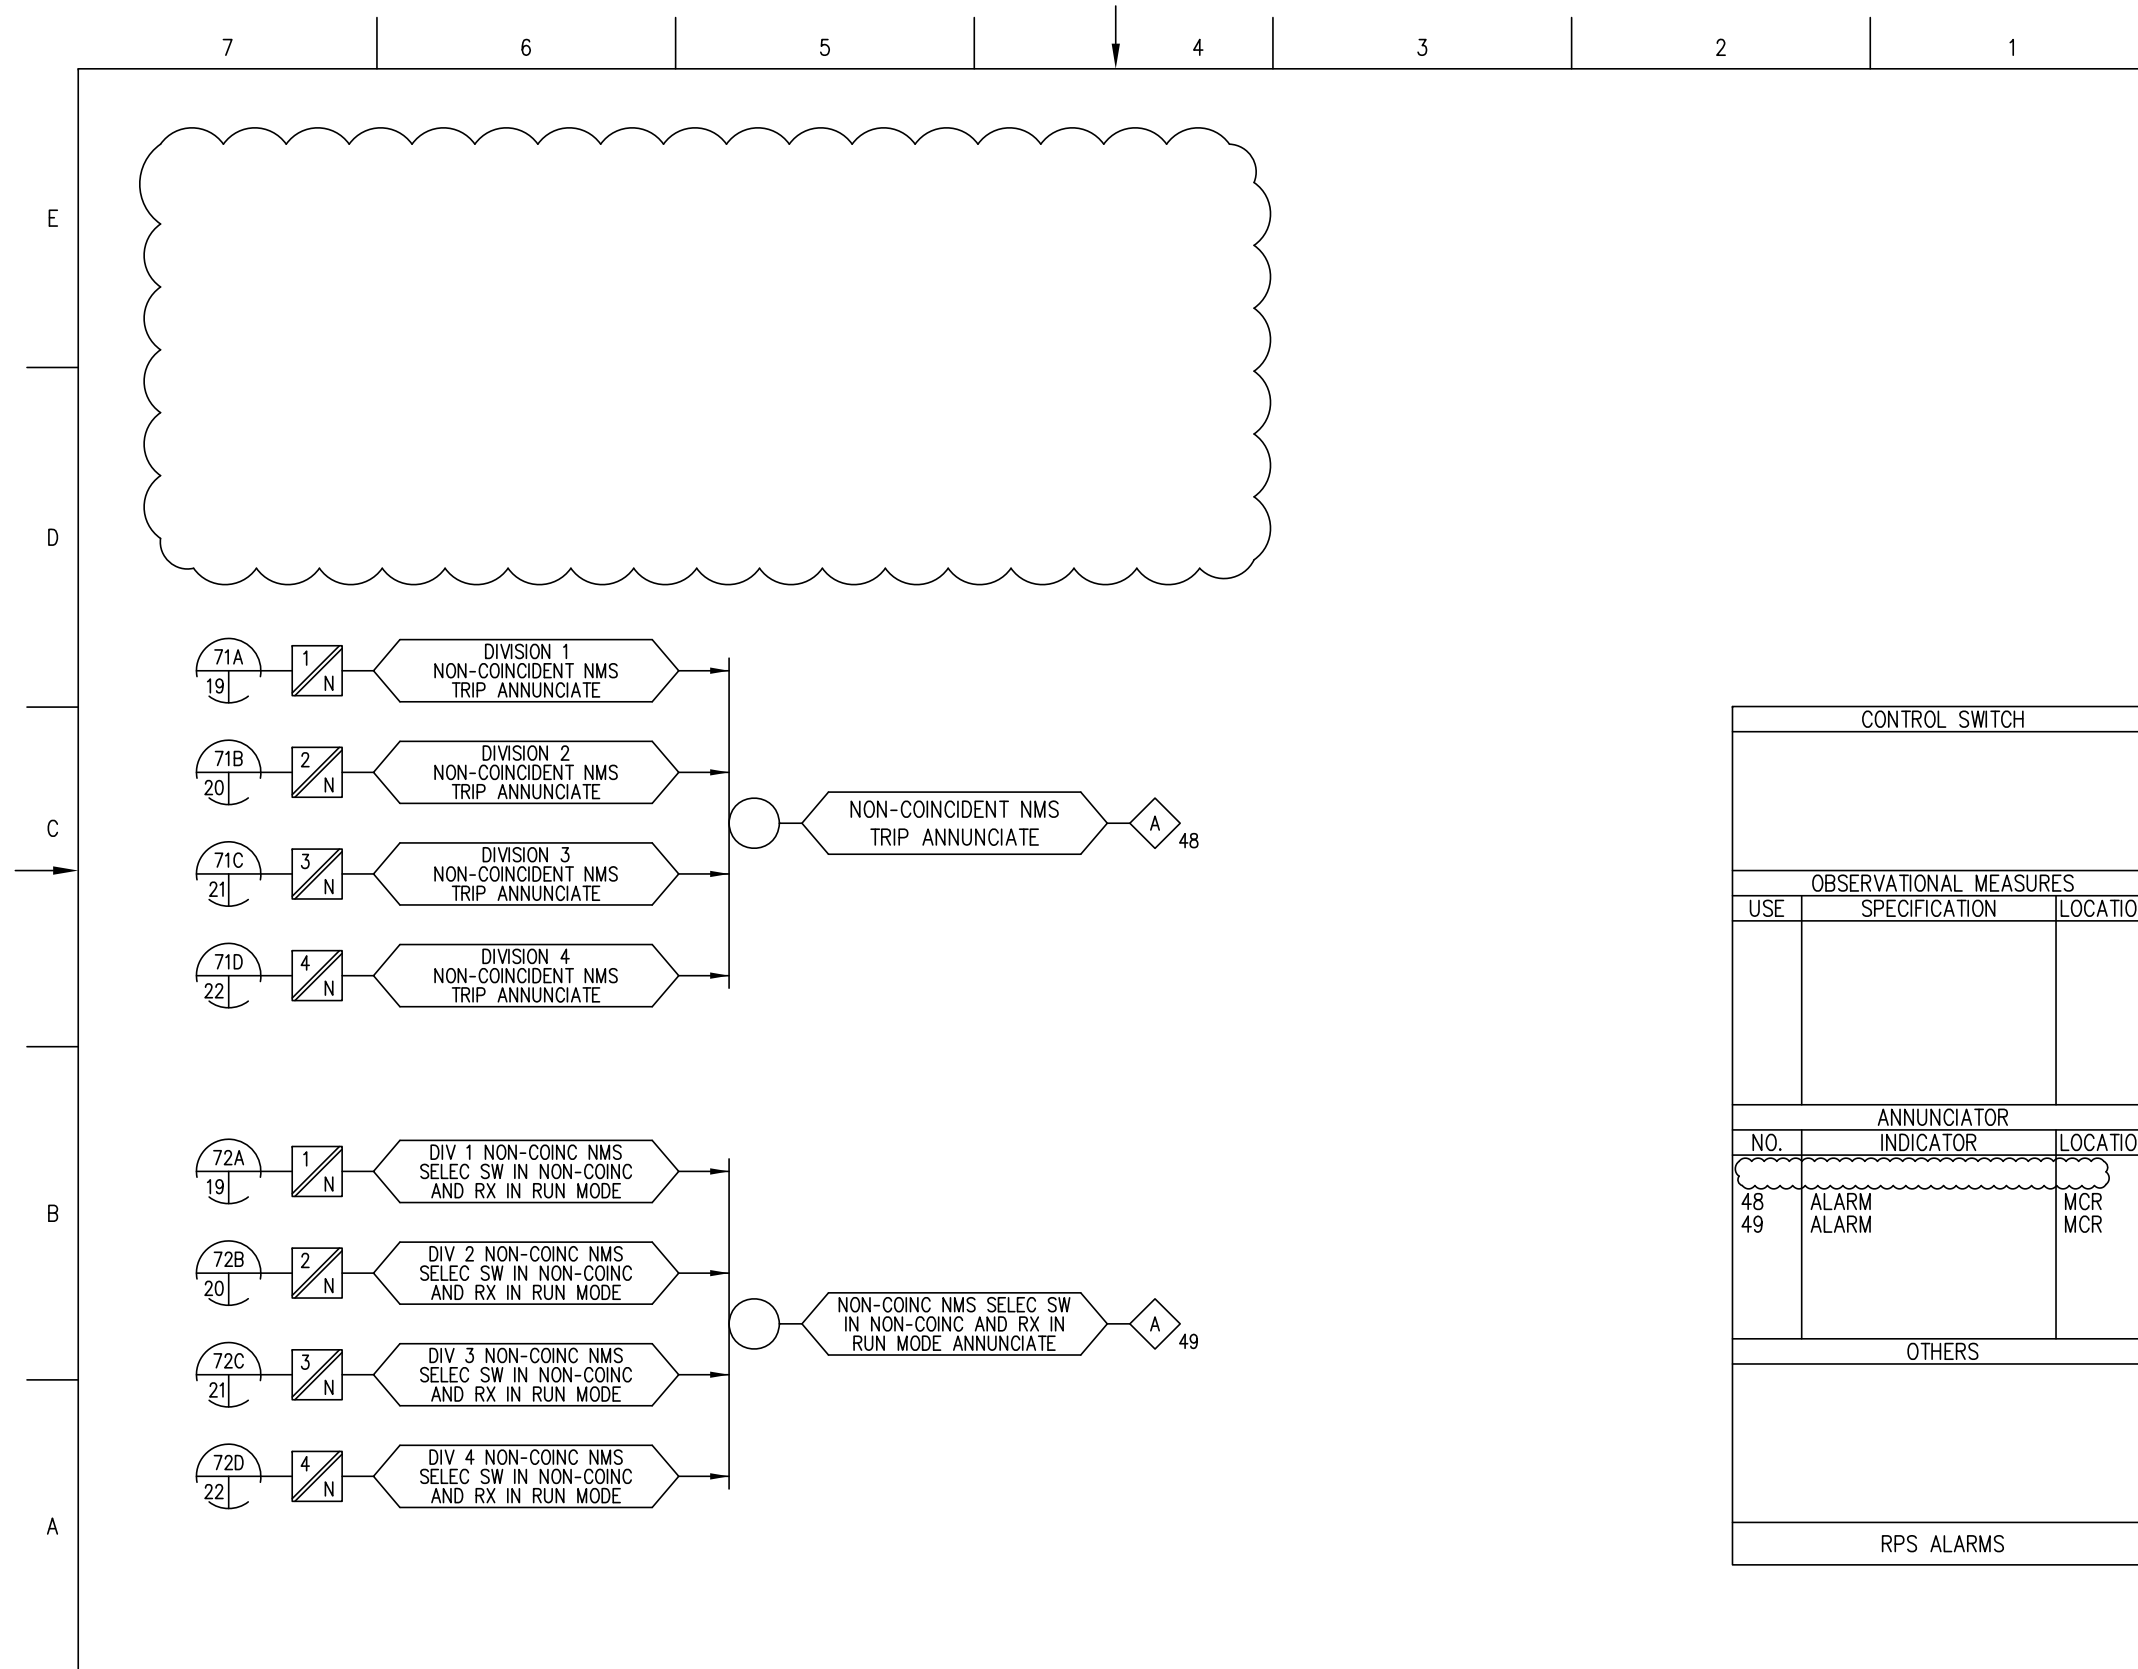 7 6 5 4 3 2 1
E
D
C
B
A
71A
19
1
N
DIVISION 1
NON-COINCIDENT NMS
TRIP ANNUNCIATE
71B
20
2
N
DIVISION 2
NON-COINCIDENT NMS
TRIP ANNUNCIATE
71C
21
3
N
DIVISION 3
NON-COINCIDENT NMS
TRIP ANNUNCIATE
71D
22
4
N
DIVISION 4
NON-COINCIDENT NMS
TRIP ANNUNCIATE
NON-COINCIDENT NMS
TRIP ANNUNCIATE
A
48
72A
19
1
N
DIV 1 NON-COINC NMS
SELEC SW IN NON-COINC
AND RX IN RUN MODE
72B
20
2
N
DIV 2 NON-COINC NMS
SELEC SW IN NON-COINC
AND RX IN RUN MODE
72C
21
3
N
DIV 3 NON-COINC NMS
SELEC SW IN NON-COINC
AND RX IN RUN MODE
72D
22
4
N
DIV 4 NON-COINC NMS
SELEC SW IN NON-COINC
AND RX IN RUN MODE
NON-COINC NMS SELEC SW
IN NON-COINC AND RX IN
RUN MODE ANNUNCIATE
A
49
CONTROL SWITCH
OBSERVATIONAL MEASURES
USE SPECIFICATION LOCATIO
ANNUNCIATOR
NO. INDICATOR LOCATIO
48 ALARM MCR
49 ALARM MCR
OTHERS
RPS ALARMS